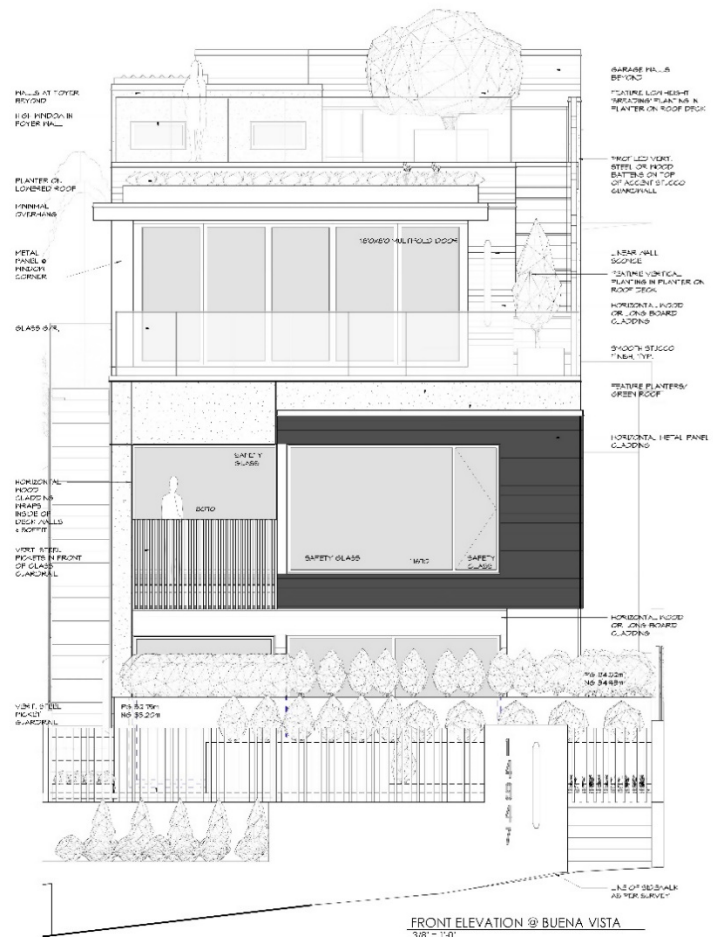 WALLS AT FOYER
BEYOND
HIGH WINDOW IN
FOYER WALL
PLANTER ON
LOWERED ROOF
MINIMAL
OVERHANG
METAL
PANEL @
WINDOW
CORNER
GLASS G/R,
HORIZONTAL
WOOD
CLADDING
WRAPS
INSIDE OF
DECK WALLS
& SOFFIT
VERT. STEEL
PICKETS IN FRONT
OF GLASS
GUARDRAIL
VERT. STEEL
PICKET
GUARDRAIL
GARAGE WALLS
BEYOND
FEATURE LOW HEIGHT
PLANTING IN
PLANTER ON ROOF DECK
VERT.
STEEL OR WOOD
BATTENS ON TOP
OF ACCENT STUCCO
GUARDWALL
LINEAR WALL
SCONCE
FEATURE VERTICAL
PLANTING IN PLANTER ON
ROOF DECK
HORIZONTAL WOOD
OR LONG BOARD
CLADDING
SMOOTH STUCCO
FINISH, TYP.
FEATURE PLANTERS/
GREEN ROOF
HORIZONTAL METAL PANEL
CLADDING
HORIZONTAL WOOD
OR LONG BOARD
CLADDING
LINE OF SIDEWALK
AS PER SURVEY
MULTIFOLD DOOR
SAFETY
GLASS
SAFETY GLASS
SAFETY
GLASS
FRONT ELEVATION @ BUENA VISTA
3/8" = 1'-0"